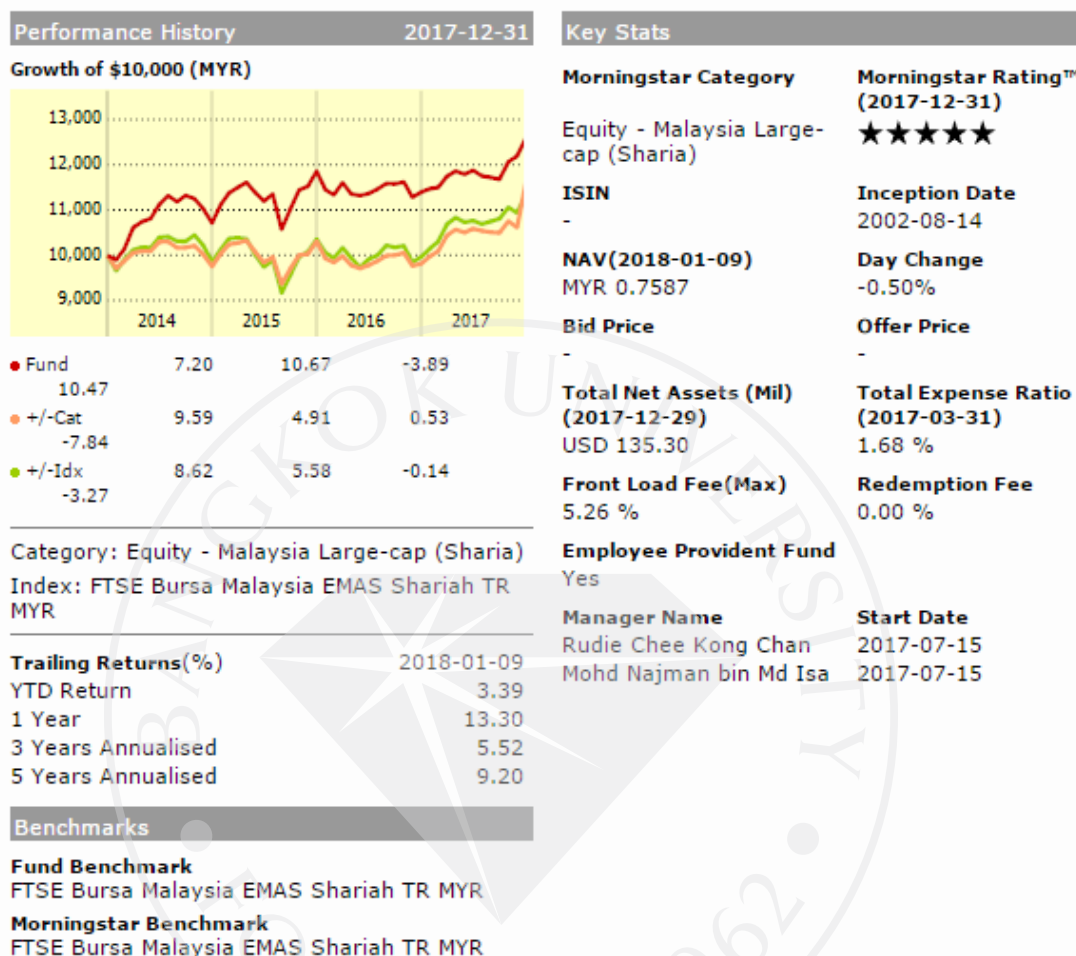 Performance History 2017-12-31
Growth of $10,000 (MYR)
13,000
12,000
11,000
10,000
9,000
2014 2015 2016 2017
Fund 7.20 10.67 -3.89
10.47
+/-Cat 9.59 4.91 0.53
-7.84
+/-Idx 8.62 5.58 -0.14
-3.27
Category: Equity - Malaysia Large-cap (Sharia)
Index: FTSE Bursa Malaysia EMAS Shariah TR
MYR
Trailing Returns(%) 2018-01-09
YTD Return 3.39
1 Year 13.30
3 Years Annualised 5.52
5 Years Annualised 9.20
Benchmarks
Fund Benchmark
FTSE Bursa Malaysia EMAS Shariah TR MYR
Morningstar Benchmark
FTSE Bursa Malaysia EMAS Shariah TR MYR
Key Stats
Morningstar Category Morningstar Rating™
(2017-12-31)
Equity - Malaysia Large- ★★★★★
cap (Sharia)
ISIN Inception Date
- 2002-08-14
NAV(2018-01-09) Day Change
MYR 0.7587 -0.50%
Bid Price Offer Price
- -
Total Net Assets (Mil) Total Expense Ratio
(2017-12-29) (2017-03-31)
USD 135.30 1.68 %
Front Load Fee(Max) Redemption Fee
5.26 % 0.00 %
Employee Provident Fund
Yes
Manager Name Start Date
Rudie Chee Kong Chan 2017-07-15
Mohd Najman bin Md Isa 2017-07-15
BANGKOK UNIVERSITY